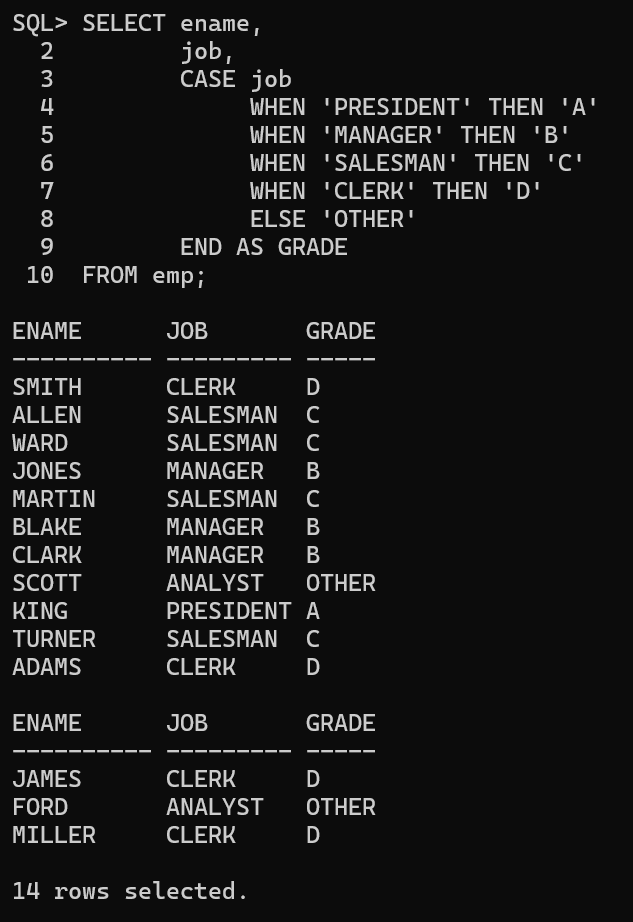 SQL> SELECT ename,
  2         job,
  3         CASE job
  4              WHEN 'PRESIDENT' THEN 'A'
  5              WHEN 'MANAGER' THEN 'B'
  6              WHEN 'SALESMAN' THEN 'C'
  7              WHEN 'CLERK' THEN 'D'
  8              ELSE 'OTHER'
  9         END AS GRADE
 10  FROM emp;

ENAME      JOB       GRADE
---------- --------- -----
SMITH      CLERK     D
ALLEN      SALESMAN  C
WARD       SALESMAN  C
JONES      MANAGER   B
MARTIN     SALESMAN  C
BLAKE      MANAGER   B
CLARK      MANAGER   B
SCOTT      ANALYST   OTHER
KING       PRESIDENT A
TURNER     SALESMAN  C
ADAMS      CLERK     D

ENAME      JOB       GRADE
---------- --------- -----
JAMES      CLERK     D
FORD       ANALYST   OTHER
MILLER     CLERK     D

14 rows selected.